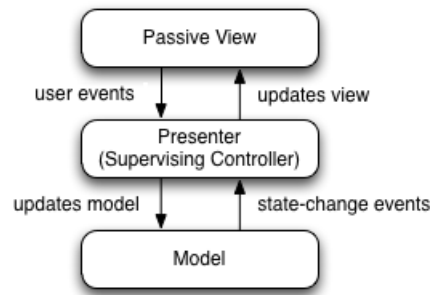 Passive View
user events
updates view
Presenter
(Supervising Controller)
updates model
state-change events
Model